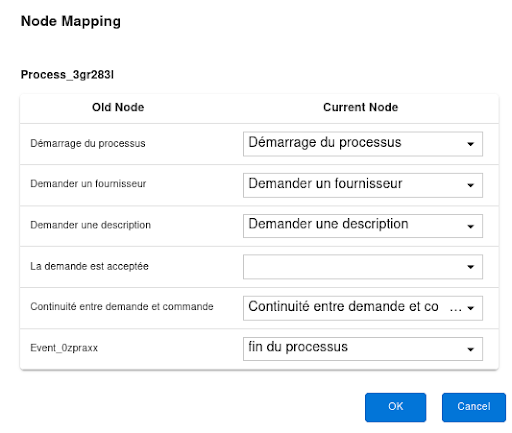 Node Mapping
Process_3gr283l
Old Node Current Node
Démarrage du processus Démarrage du processus
Demander un fournisseur Demander un fournisseur
Demander une description Demander une description
La demande est acceptée
Continuité entre demande et commande Continuité entre demande et co ...
Event_0zpraxx fin du processus
OK Cancel